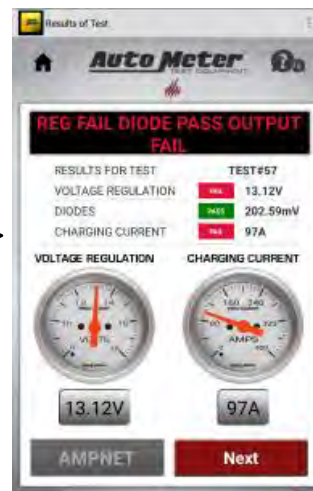 Results of Test
Auto Meter
TEST EQUIPMENT
REG FAIL DIODE PASS OUTPUT
FAIL
RESULTS FOR TEST TEST#57
VOLTAGE REGULATION FAIL 13.12V
DIODES PASS 202.59mV
CHARGING CURRENT FAIL 97A
VOLTAGE REGULATION CHARGING CURRENT
VOLTS AMPS
13.12V 97A
AMPNET Next